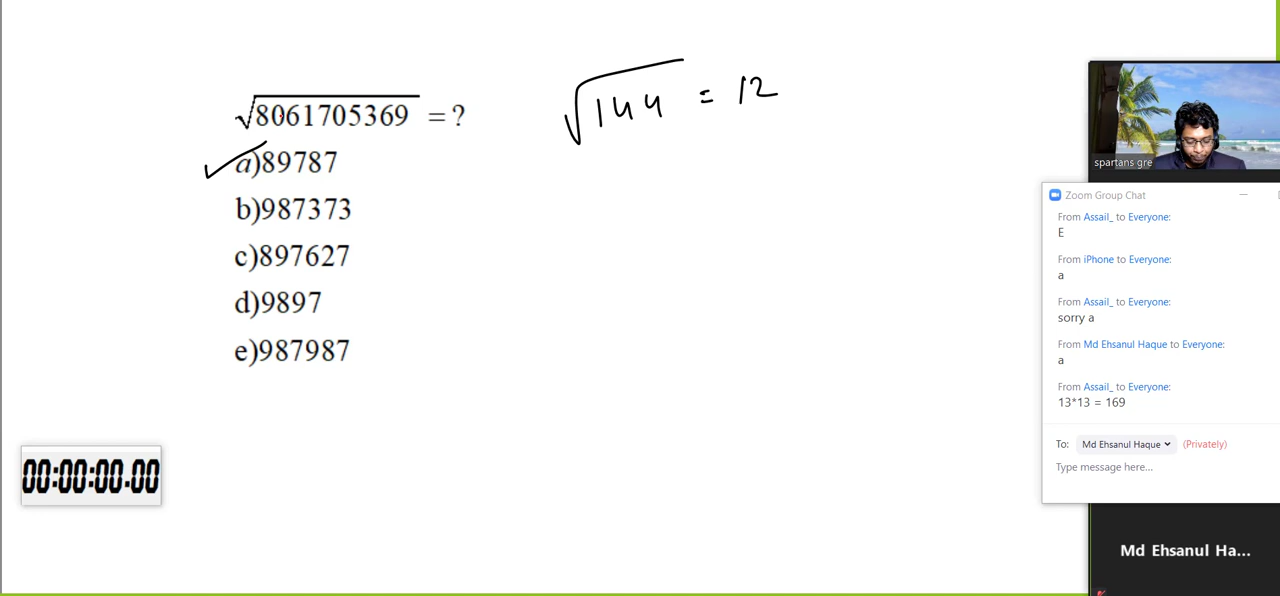 √8061705369 = ?
√144 = 12
a)89787
b)987373
c)897627
d)9897
e)987987
00:00:00.00
spartans gre
Zoom Group Chat
From Assail_ to Everyone:
E
From iPhone to Everyone:
a
From Assail_ to Everyone:
sorry a
From Md Ehsanul Haque to Everyone:
a
From Assail_ to Everyone:
13*13 = 169
To: Md Ehsanul Haque (Privately)
Type message here...
Md Ehsanul Ha...